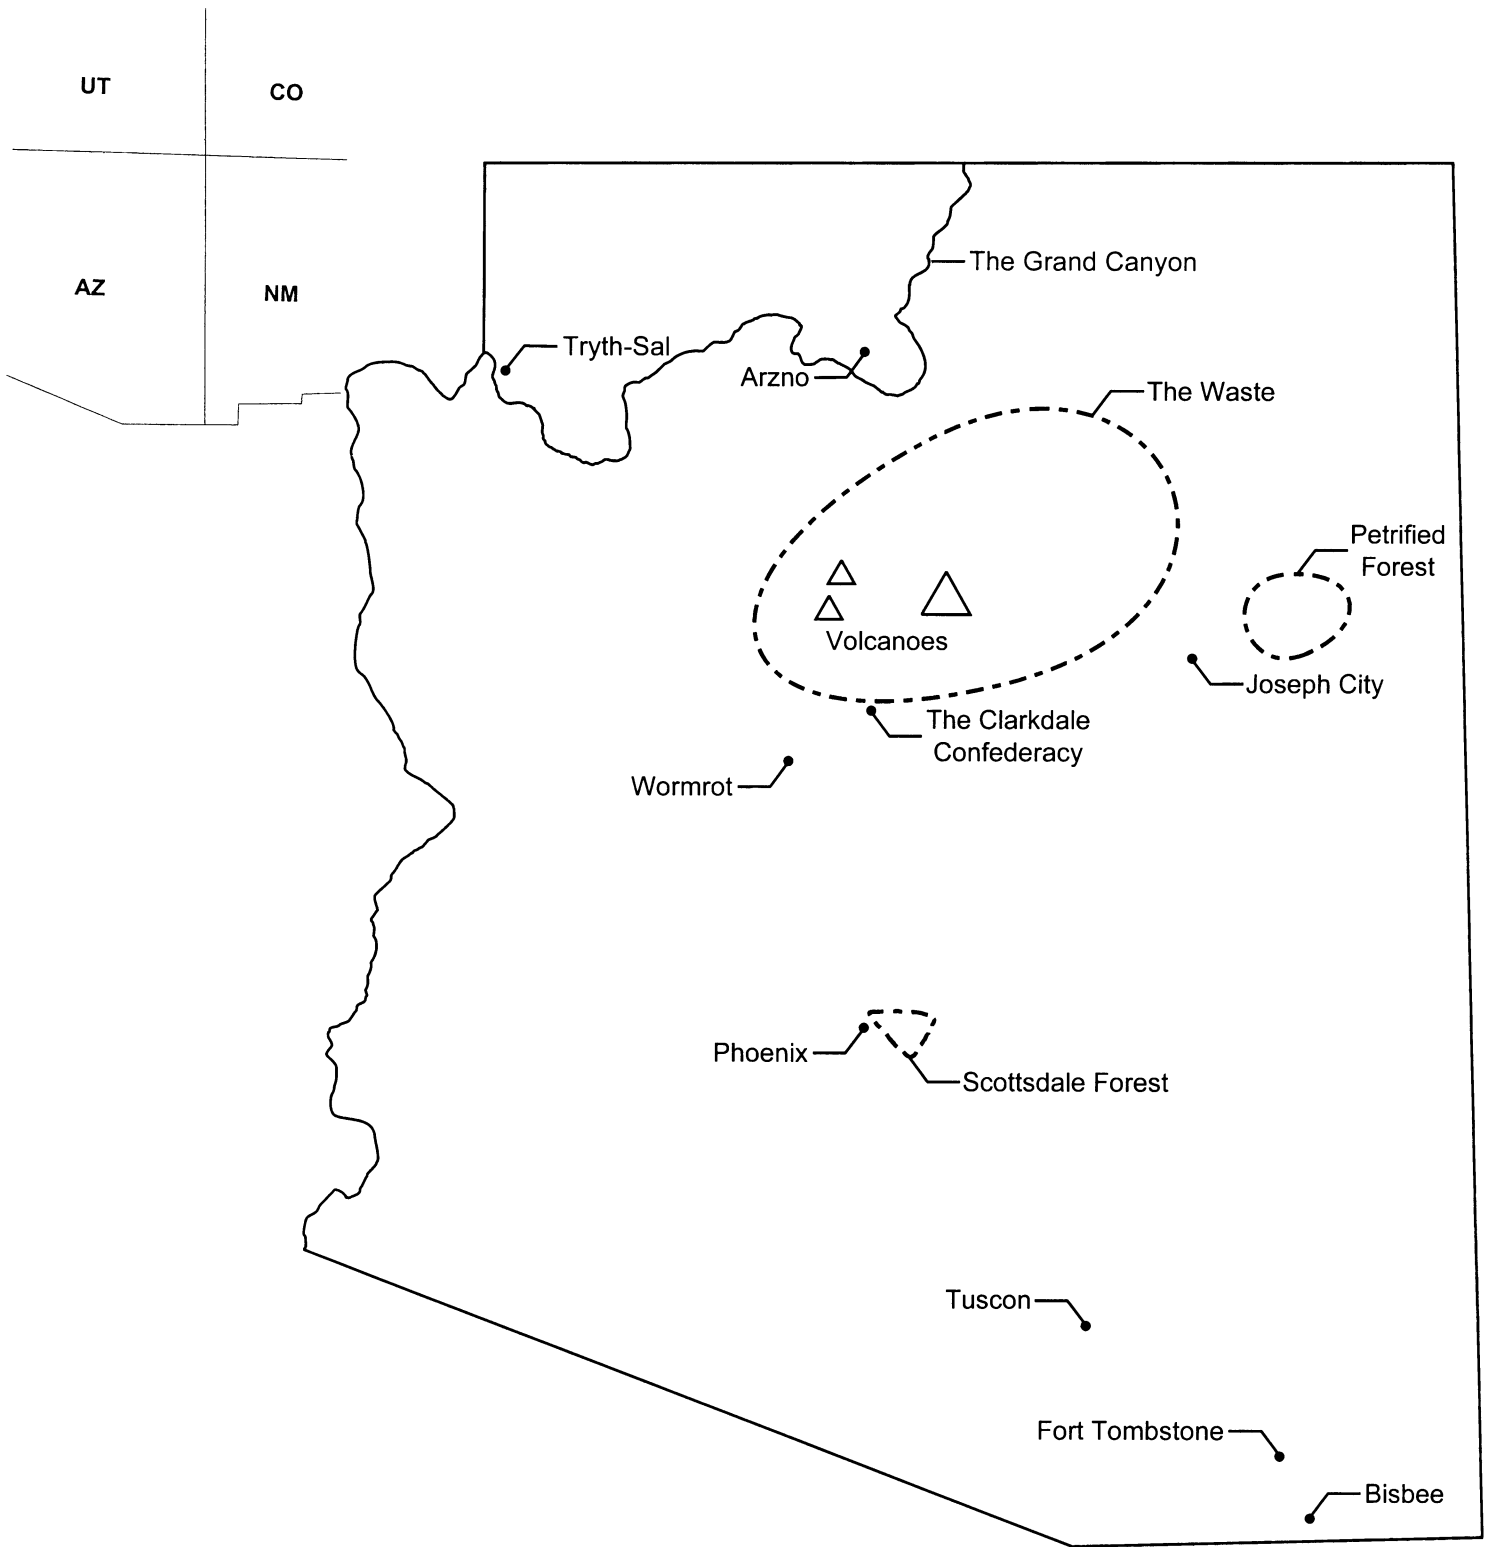 UT
CO
AZ
NM
The Grand Canyon
Tryth-Sal
Arzno
The Waste
Petrified
Forest
Volcanoes
Joseph City
The Clarkdale
Confederacy
Wormrot
Phoenix
Scottsdale Forest
Tuscon
Fort Tombstone
Bisbee